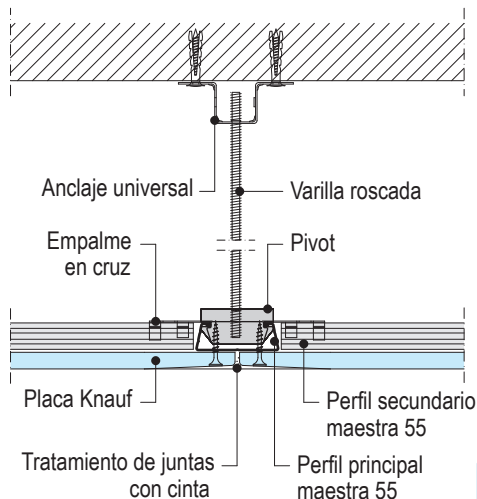 Anclaje universal
Varilla roscada
Empalme
en cruz
Pivot
Placa Knauf
Perfil secundario
maestra 55
Tratamiento de juntas
con cinta
Perfil principal
maestra 55